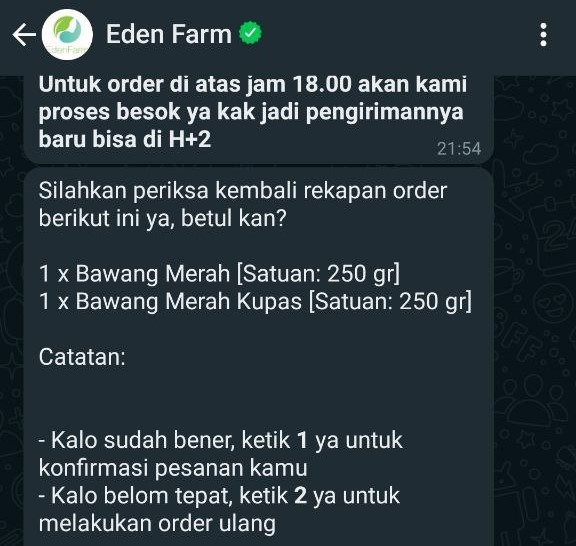 Eden Farm
EdenFarm
Untuk order di atas jam 18.00 akan kami
proses besok ya kak jadi pengirimannya
baru bisa di H+2
21:54
Silahkan periksa kembali rekapan order
berikut ini ya, betul kan?
1 x Bawang Merah [Satuan: 250 gr]
1 x Bawang Merah Kupas [Satuan: 250 gr]
Catatan:
- Kalo sudah bener, ketik 1 ya untuk
konfirmasi pesanan kamu
- Kalo belom tepat, ketik 2 ya untuk
melakukan order ulang